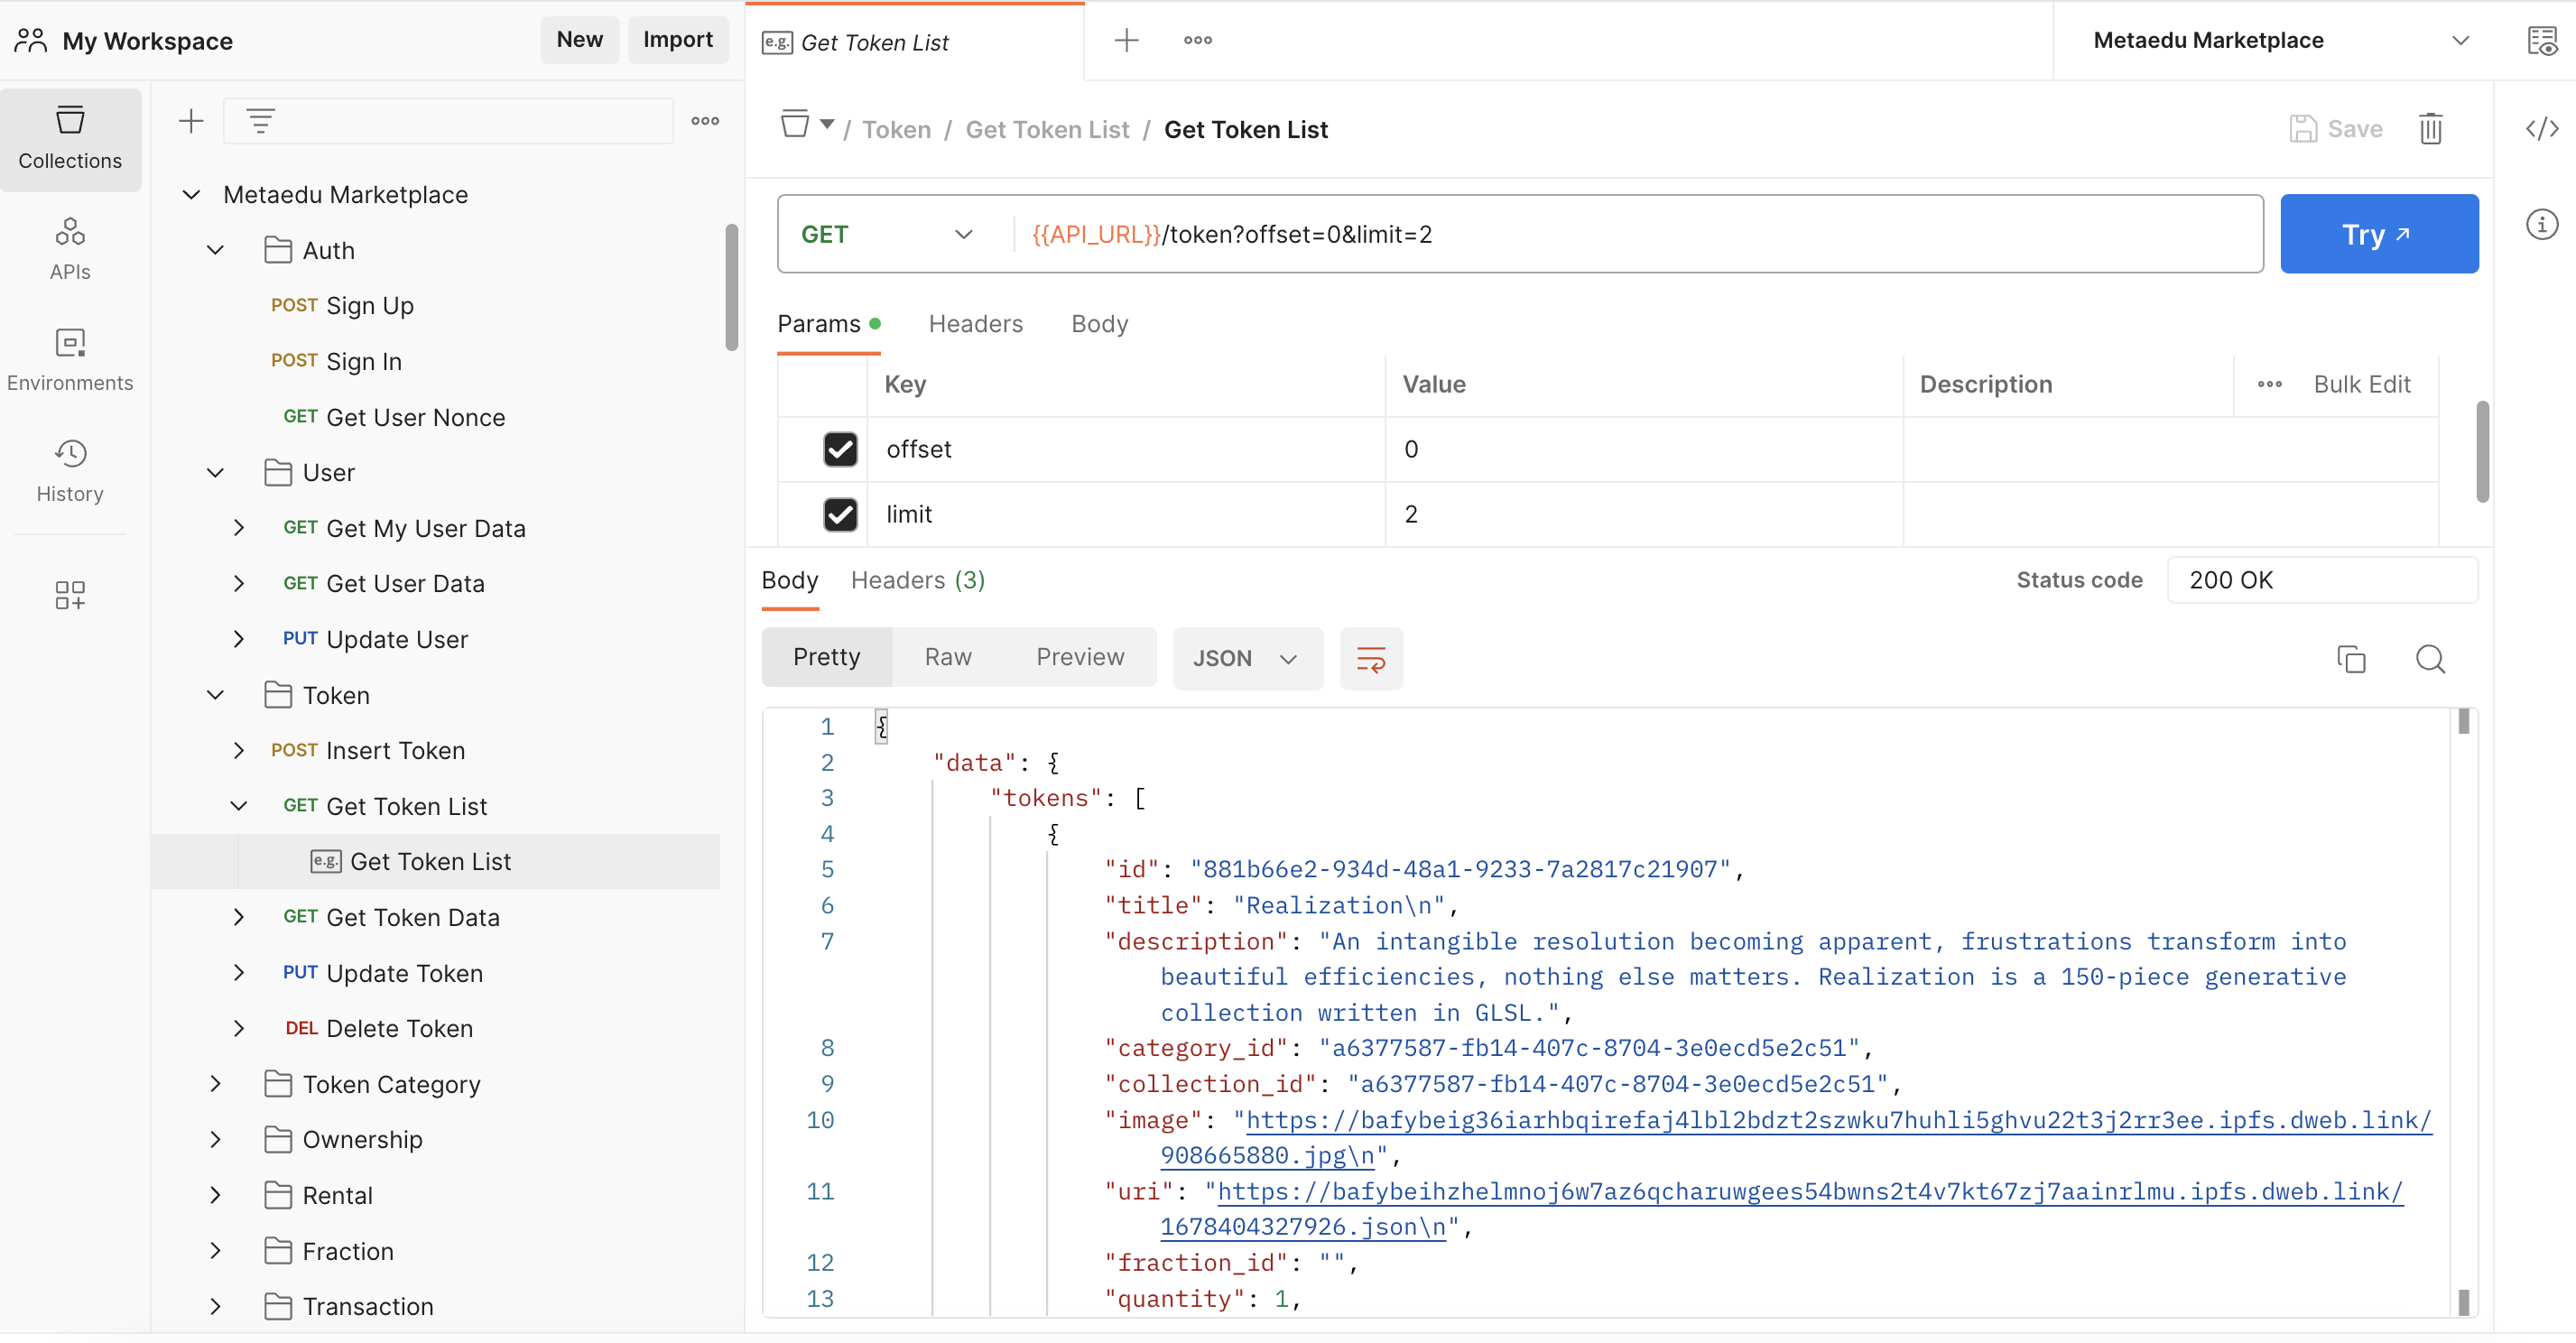 My Workspace
New
Import
e.g. Get Token List
Metaedu Marketplace
Collections
APIs
Environments
History
Metaedu Marketplace
Auth
POST Sign Up
POST Sign In
GET Get User Nonce
User
GET Get My User Data
GET Get User Data
PUT Update User
Token
POST Insert Token
GET Get Token List
e.g. Get Token List
GET Get Token Data
PUT Update Token
DEL Delete Token
Token Category
Ownership
Rental
Fraction
Transaction
/ Token / Get Token List / Get Token List
Save
GET {{API_URL}}/token?offset=0&limit=2
Try
Params Headers Body
Key Value Description Bulk Edit
offset 0
limit 2
Body Headers (3)
Status code 200 OK
Pretty Raw Preview JSON
1 {
2 "data": {
3 "tokens": [
4 {
5 "id": "881b66e2-934d-48a1-9233-7a2817c21907",
6 "title": "Realization\n",
7 "description": "An intangible resolution becoming apparent, frustrations transform into
beautiful efficiencies, nothing else matters. Realization is a 150-piece generative
collection written in GLSL.",
8 "category_id": "a6377587-fb14-407c-8704-3e0ecd5e2c51",
9 "collection_id": "a6377587-fb14-407c-8704-3e0ecd5e2c51",
10 "image": "https://bafybeig36iarhbqirefaj4lbl2bdzt2szwku7huhli5ghvu22t3j2rr3ee.ipfs.dweb.link/
908665880.jpg\n",
11 "uri": "https://bafybeihzhelmnoj6w7az6qcharuwgees54bwns2t4v7kt67zj7aainrlmu.ipfs.dweb.link/
1678404327926.json\n",
12 "fraction_id": "",
13 "quantity": 1,